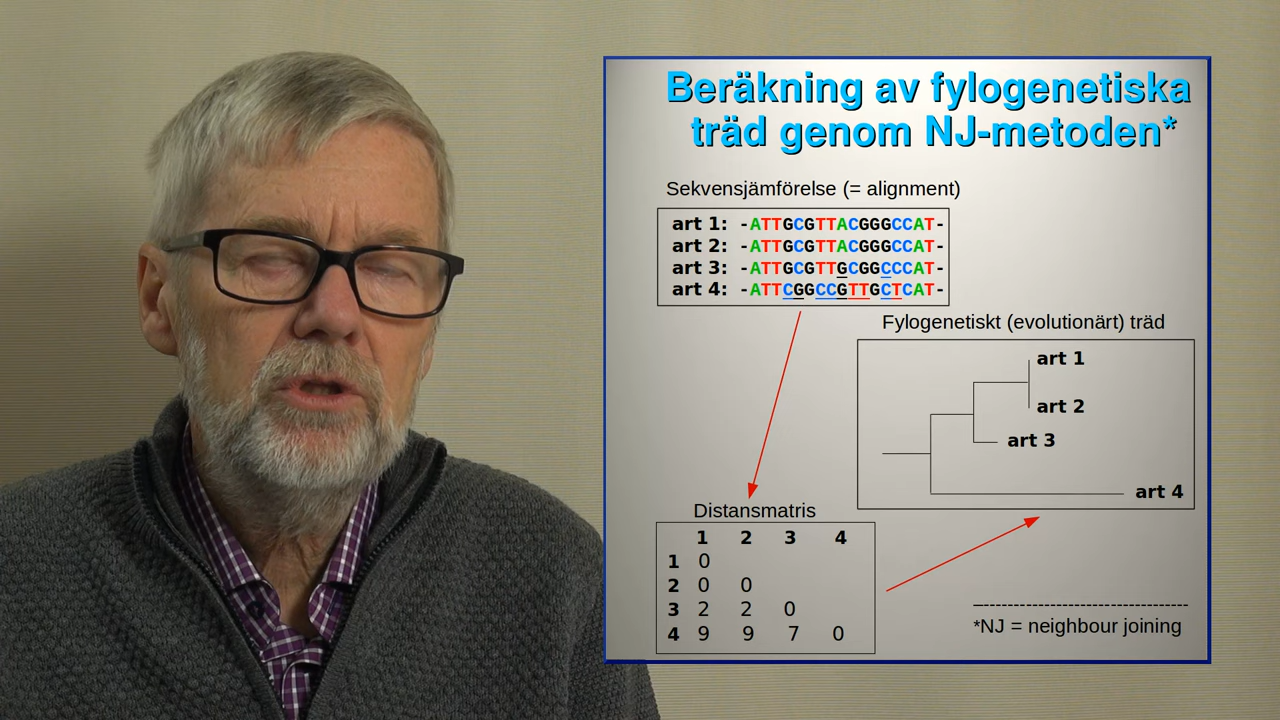 Beräkning av fylogenetiska
träd genom NJ-metoden*
Sekvensjämförelse (= alignment)
art 1: -ATTGCGTTACGGGCCAT-
art 2: -ATTGCGTTACGGGCCAT-
art 3: -ATTGCGTTGCGGCCCAT-
art 4: -ATTCGGCCGTTGCTCAT-
Fylogenetiskt (evolutionärt) träd
art 1
art 2
art 3
art 4
Distansmatris
1 2 3 4
1 0
2 0 0
3 2 2 0
4 9 9 7 0
*NJ = neighbour joining